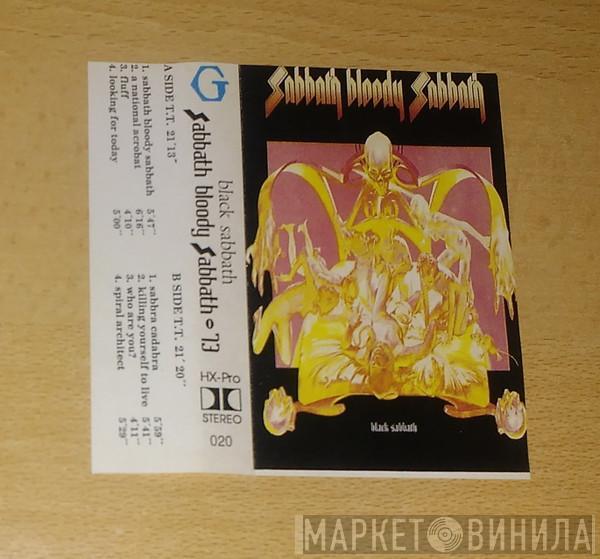 Sabbath bloody Sabbath
black sabbath
G
black sabbath
Sabbath bloody Sabbath • 73
HX-Pro
STEREO
020
A SIDE T.T. 21'13"
1. sabbath bloody sabbath 5'47"
2. a national acrobat 6'16"
3. fluff 4'10"
4. looking for today 5'00"
B SIDE T.T. 21'20"
1. sabbra cadabra 5'59"
2. killing yourself to live 5'41"
3. who are you? 4'11"
4. spiral architect 5'29"
МАРКЕТ ВИНИЛА